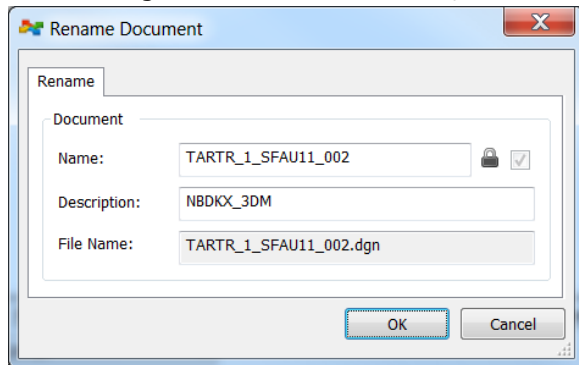 Rename Document
Rename
Document
Name: TARTR_1_SFAU11_002
Description: NBDKX_3DM
File Name: TARTR_1_SFAU11_002.dgn
OK Cancel